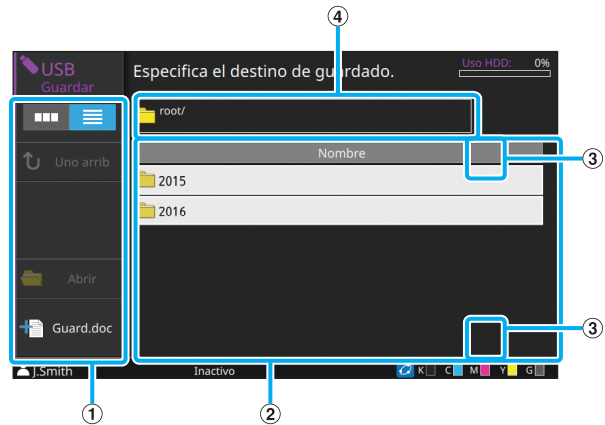 ④
USB
Guardar
Especifica el destino de guardado.
Uso HDD: 0%
root/
Nombre
③
Uno arrib
2015
2016
Abrir
Guard.doc
③
J.Smith
Inactivo
K C M Y G
①
②